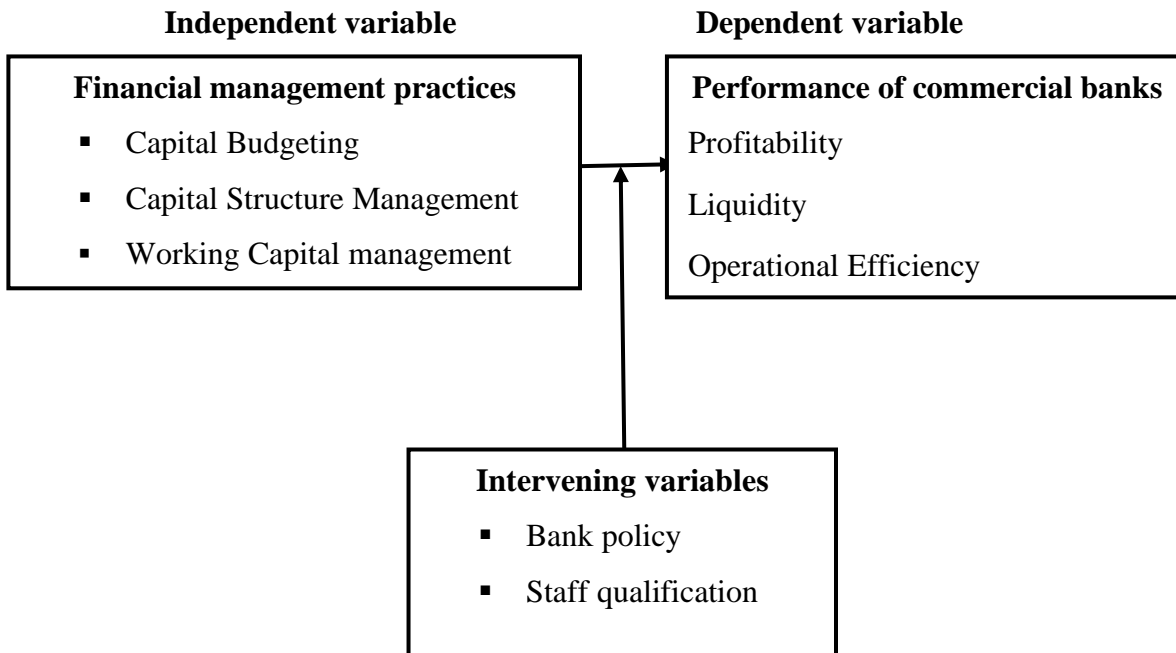 Independent variable
Dependent variable
Financial management practices
▪ Capital Budgeting
▪ Capital Structure Management
▪ Working Capital management
Performance of commercial banks
Profitability
Liquidity
Operational Efficiency
Intervening variables
▪ Bank policy
▪ Staff qualification